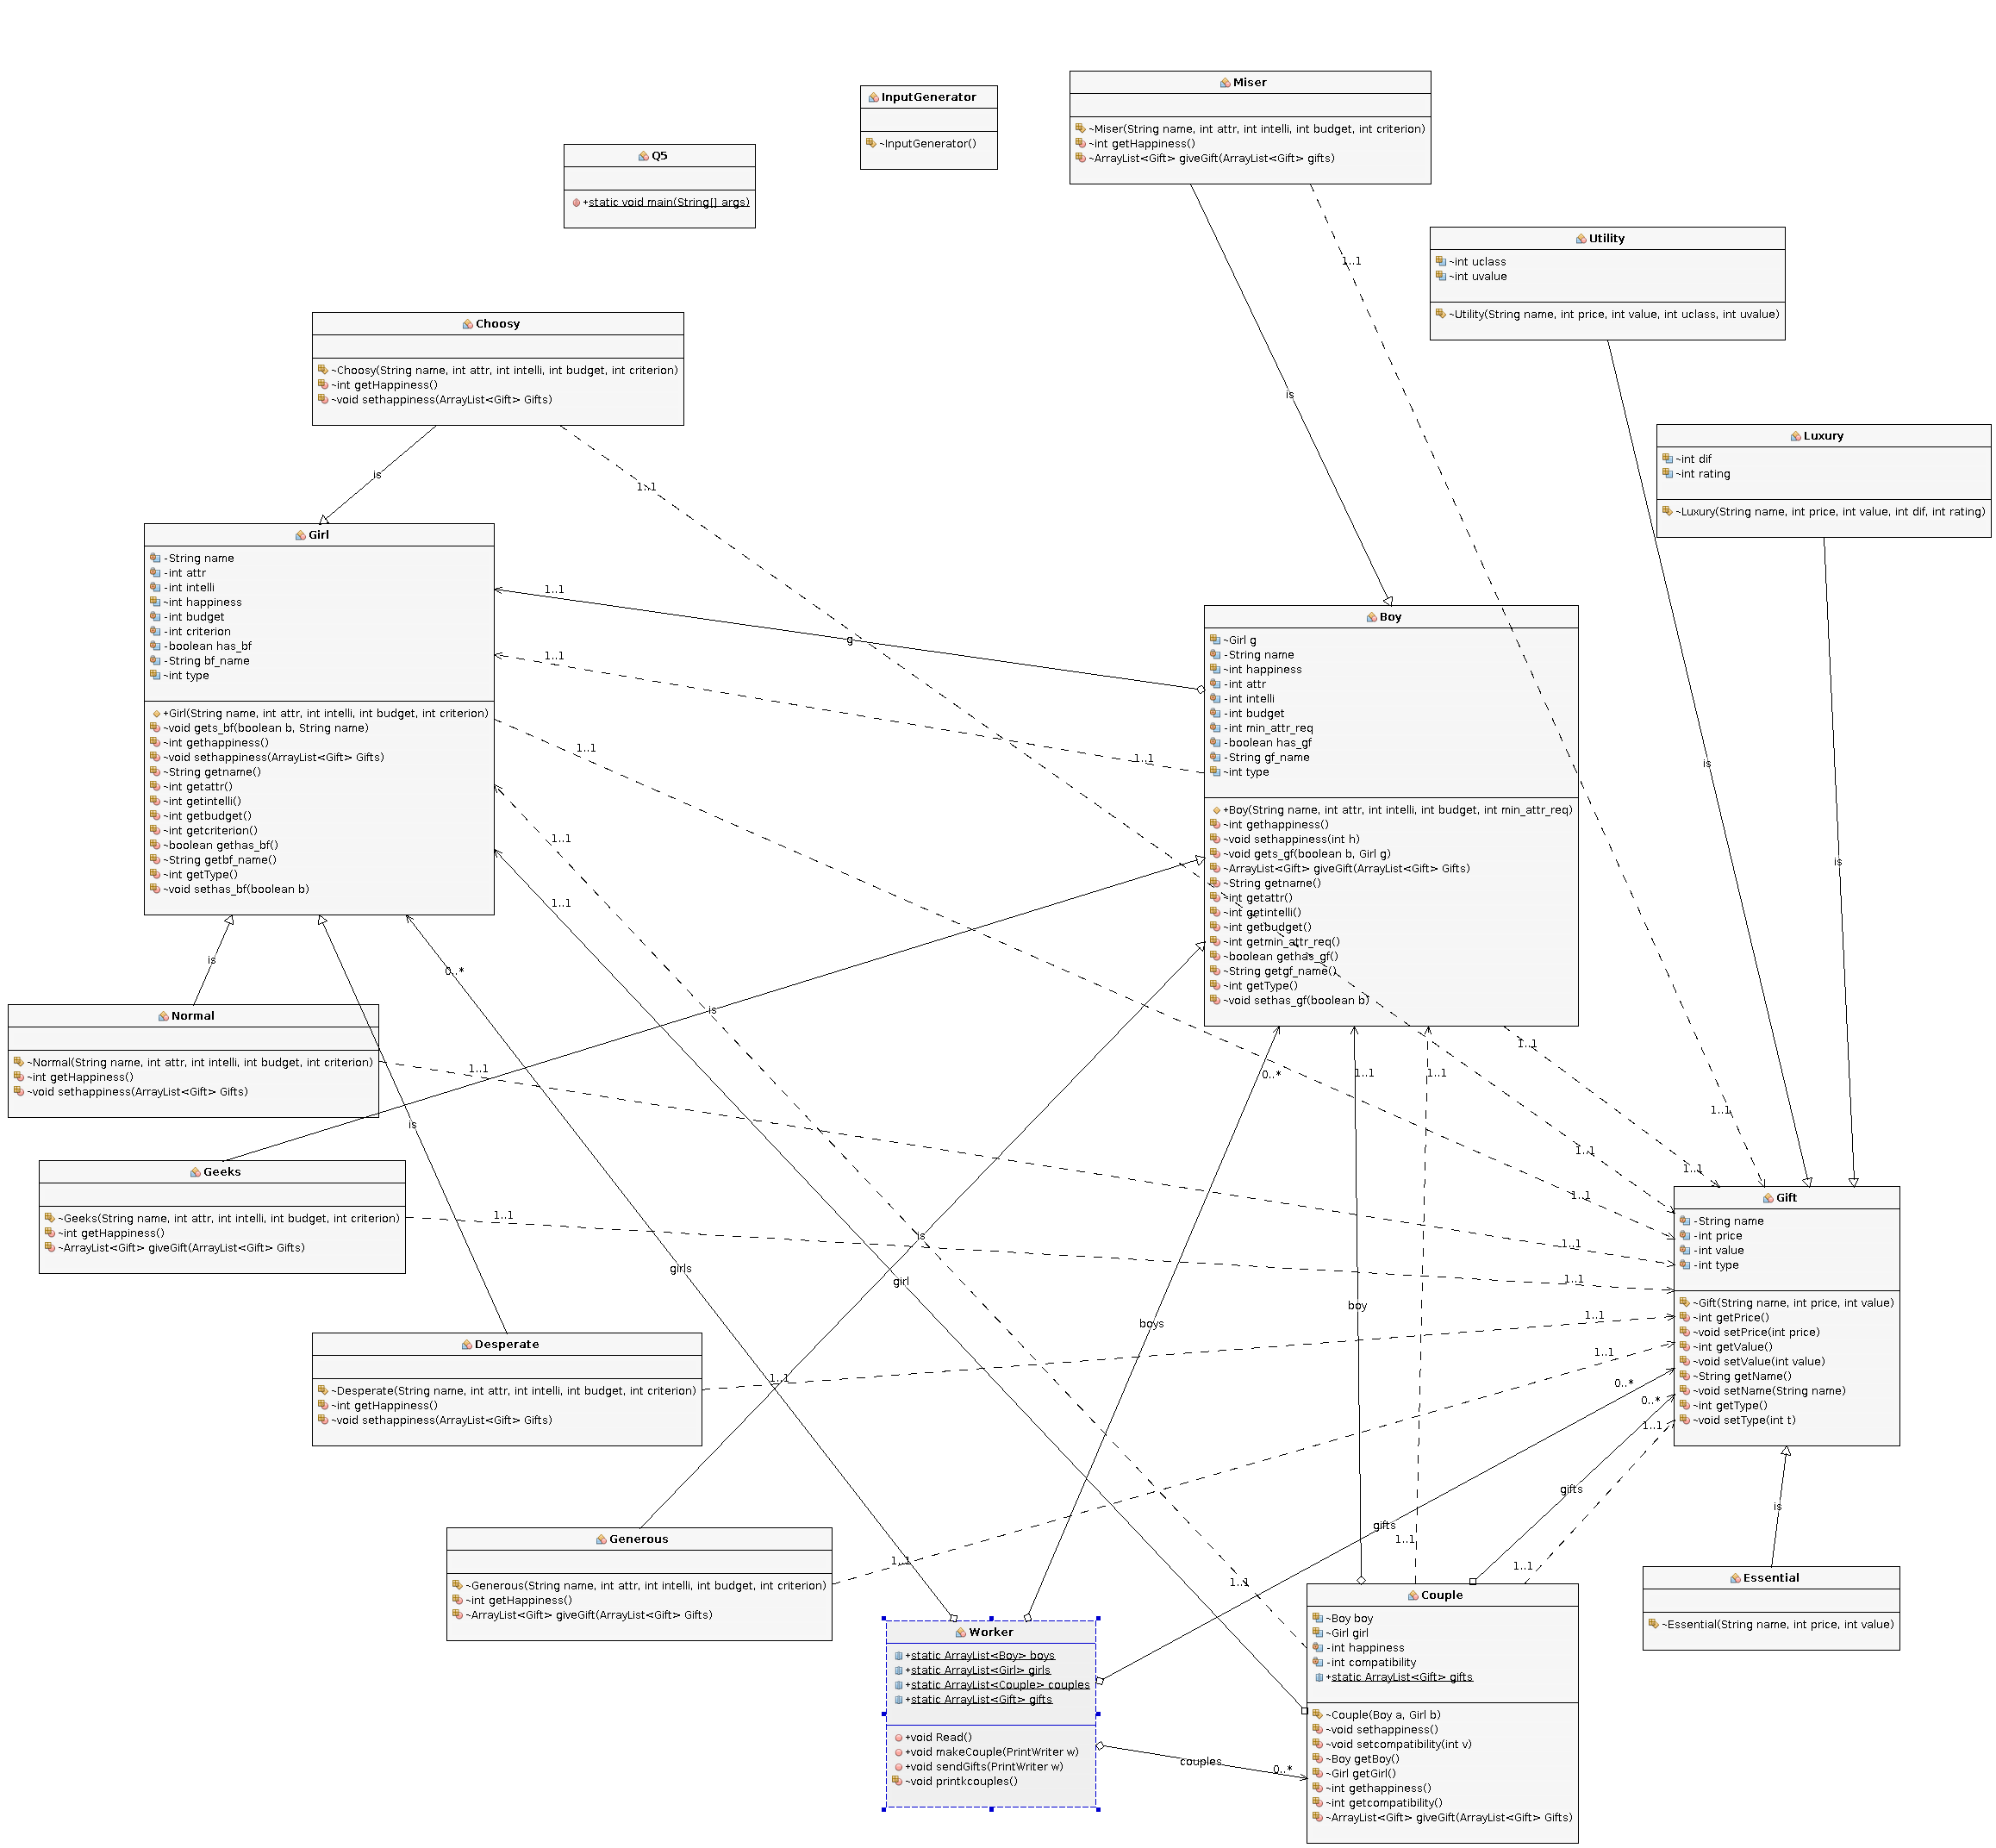 Miser
~Miser(String name, int attr, int intelli, int budget, int criterion)
~int getHappiness()
~ArrayList<Gift> giveGift(ArrayList<Gift> gifts)
InputGenerator
~InputGenerator()
Q5
+static void main(String[] args)
Utility
~int uclass
~int uvalue
~Utility(String name, int price, int value, int uclass, int uvalue)
1..1
Choosy
~Choosy(String name, int attr, int intelli, int budget, int criterion)
~int getHappiness()
~void sethappiness(ArrayList<Gift> Gifts)
is
Luxury
~int dif
~int rating
~Luxury(String name, int price, int value, int dif, int rating)
is
1..1
Girl
-String name
-int attr
-int intelli
~int happiness
-int budget
-int criterion
-boolean has_bf
-String bf_name
~int type
+Girl(String name, int attr, int intelli, int budget, int criterion)
~void gets_bf(boolean b, String name)
~int gethappiness()
~void sethappiness(ArrayList<Gift> Gifts)
~String getname()
~int getattr()
~int getintelli()
~int getbudget()
~int getcriterion()
~boolean gethas_bf()
~String getbf_name()
~int getType()
~void sethas_bf(boolean b)
1..1
g
1..1
1..1
1..1
1..1
1..1
Boy
~Girl g
-String name
~int happiness
-int attr
-int intelli
-int budget
-int min_attr_req
-boolean has_gf
-String gf_name
~int type
+Boy(String name, int attr, int intelli, int budget, int min_attr_req)
~int gethappiness()
~void sethappiness(int h)
~void gets_gf(boolean b, Girl g)
~ArrayList<Gift> giveGift(ArrayList<Gift> Gifts)
~String getname()
~int getattr()
~int getintelli()
~int getbudget()
~int getmin_attr_req()
~boolean gethas_gf()
~String getgf_name()
~int getType()
~void sethas_gf(boolean b)
is
is
is
0..*
is
Normal
~Normal(String name, int attr, int intelli, int budget, int criterion)
~int getHappiness()
~void sethappiness(ArrayList<Gift> Gifts)
1..1
0..*
1..1
1..1
1..1
1..1
is
1..1
1..1
1..1
Geeks
~Geeks(String name, int attr, int intelli, int budget, int criterion)
~int getHappiness()
~ArrayList<Gift> giveGift(ArrayList<Gift> Gifts)
1..1
1..1
1..1
is
girls
girl
boy
boys
Gift
-String name
-int price
-int value
-int type
~Gift(String name, int price, int value)
~int getPrice()
~void setPrice(int price)
~int getValue()
~void setValue(int value)
~String getName()
~void setName(String name)
~int getType()
~void setType(int t)
Desperate
~Desperate(String name, int attr, int intelli, int budget, int criterion)
~int getHappiness()
~void sethappiness(ArrayList<Gift> Gifts)
1..1
1..1
1..1
0..*
0..*
1..1
gifts
gifts
is
Generous
~Generous(String name, int attr, int intelli, int budget, int criterion)
~int getHappiness()
~ArrayList<Gift> giveGift(ArrayList<Gift> Gifts)
1..1
1..1
1..1
1..1
Essential
~Essential(String name, int price, int value)
Worker
+static ArrayList<Boy> boys
+static ArrayList<Girl> girls
+static ArrayList<Couple> couples
+static ArrayList<Gift> gifts
+void Read()
+void makeCouple(PrintWriter w)
+void sendGifts(PrintWriter w)
~void printkcouples()
couples
0..*
Couple
~Boy boy
~Girl girl
-int happiness
-int compatibility
+static ArrayList<Gift> gifts
~Couple(Boy a, Girl b)
~void sethappiness()
~void setcompatibility(int v)
~Boy getBoy()
~Girl getGirl()
~int gethappiness()
~int getcompatibility()
~ArrayList<Gift> giveGift(ArrayList<Gift> Gifts)